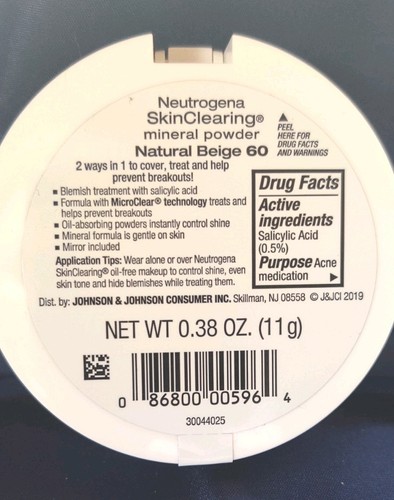 Neutrogena
SkinClearing®
mineral powder
Natural Beige 60
▲
PEEL
HERE FOR
DRUG FACTS
AND WARNINGS
2 ways in 1 to cover, treat and help
prevent breakouts!
▪ Blemish treatment with salicylic acid
▪ Formula with MicroClear® technology treats and
helps prevent breakouts
▪ Oil-absorbing powders instantly control shine
▪ Mineral formula is gentle on skin
▪ Mirror included
Application Tips: Wear alone or over Neutrogena
SkinClearing® oil-free makeup to control shine, even
skin tone and hide blemishes while treating them.
Drug Facts
Active
ingredients
Salicylic Acid
(0.5%)
Purpose Acne
medication ▶
Dist. by: JOHNSON & JOHNSON CONSUMER INC. Skillman, NJ 08558 © J&JCI 2019
NET WT 0.38 OZ. (11g)
0 86800 00596 4
30044025